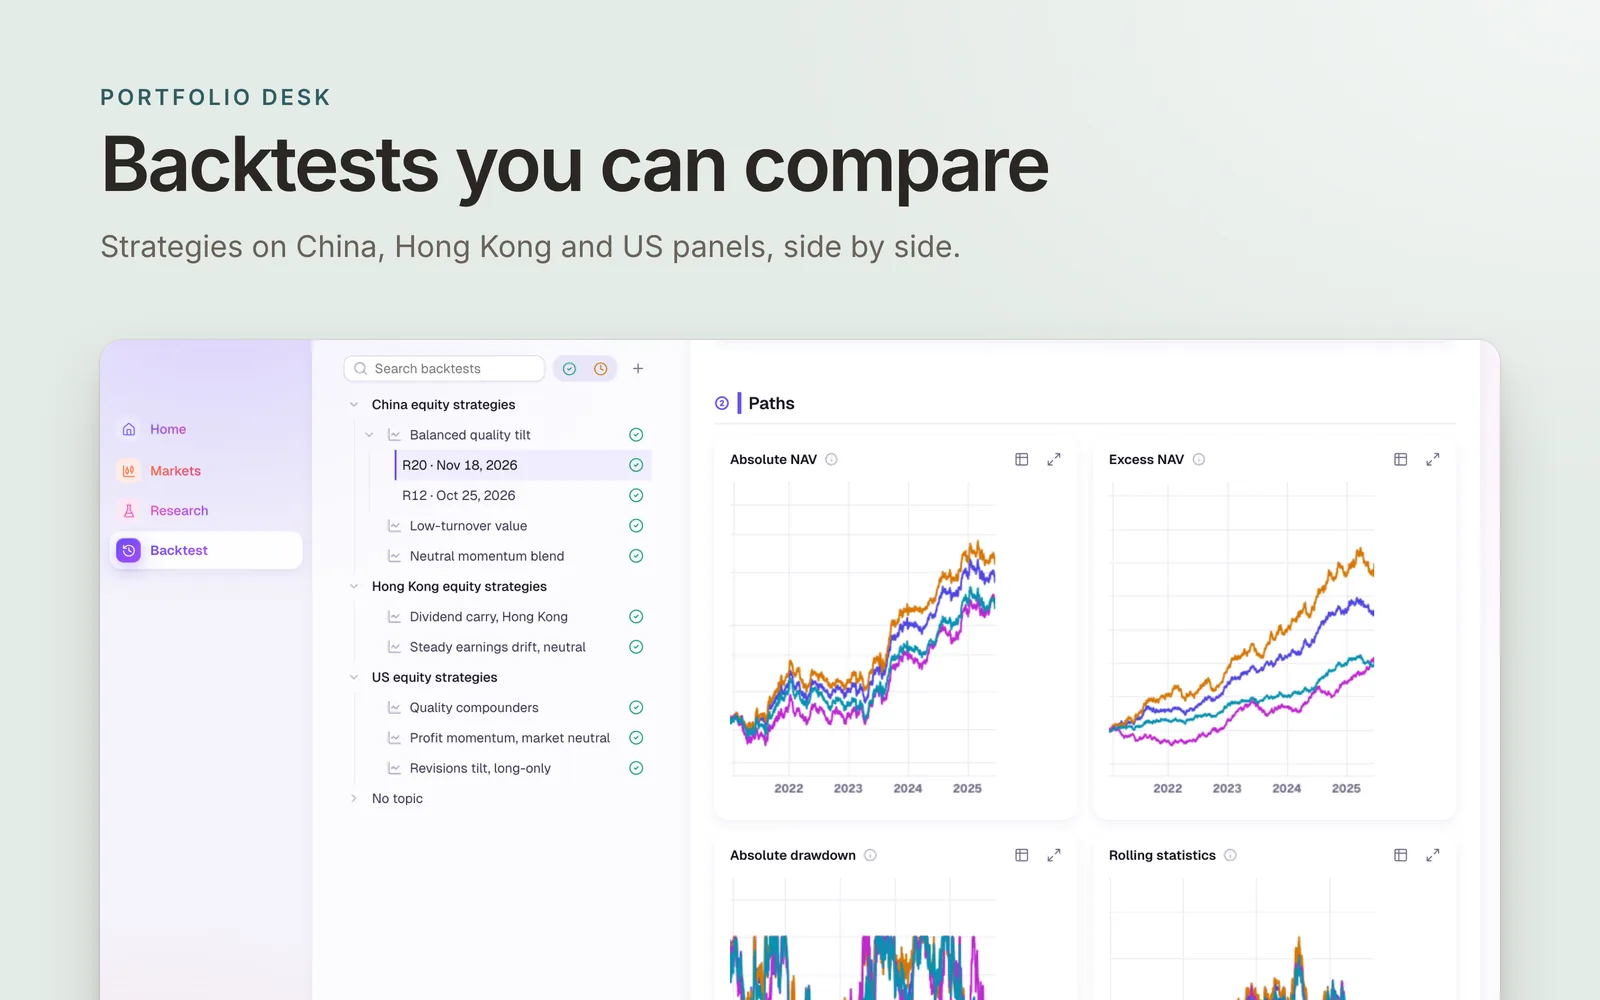 PORTFOLIO DESK
Backtests you can compare
Strategies on China, Hong Kong and US panels, side by side.
Home
Markets
Research
Backtest
Search backtests
China equity strategies
Balanced quality tilt
R20 · Nov 18, 2026
R12 · Oct 25, 2026
Low-turnover value
Neutral momentum blend
Hong Kong equity strategies
Dividend carry, Hong Kong
Steady earnings drift, neutral
US equity strategies
Quality compounders
Profit momentum, market neutral
Revisions tilt, long-only
No topic
2 Paths
Absolute NAV
2022 2023 2024 2025
Excess NAV
2022 2023 2024 2025
Absolute drawdown
Rolling statistics